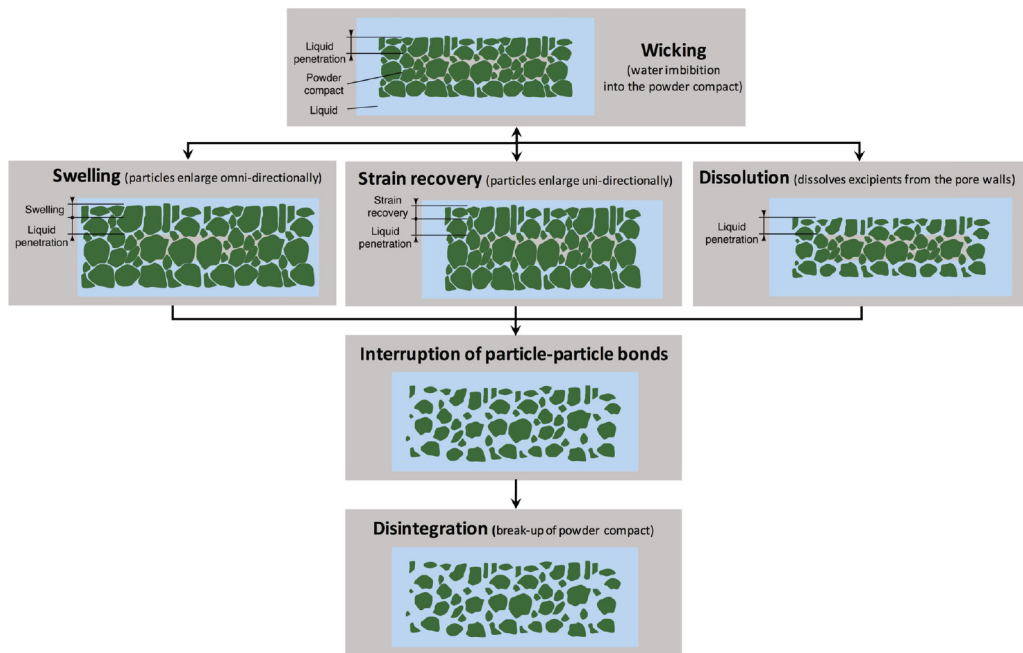 Liquid
penetration
Powder
compact
Liquid
Wicking
(water imbibition
into the powder compact)
Swelling (particles enlarge omni-directionally)
Swelling
Liquid
penetration
Strain recovery (particles enlarge uni-directionally)
Strain
recovery
Liquid
penetration
Dissolution (dissolves excipients from the pore walls)
Liquid
penetration
Interruption of particle-particle bonds
Disintegration (break-up of powder compact)